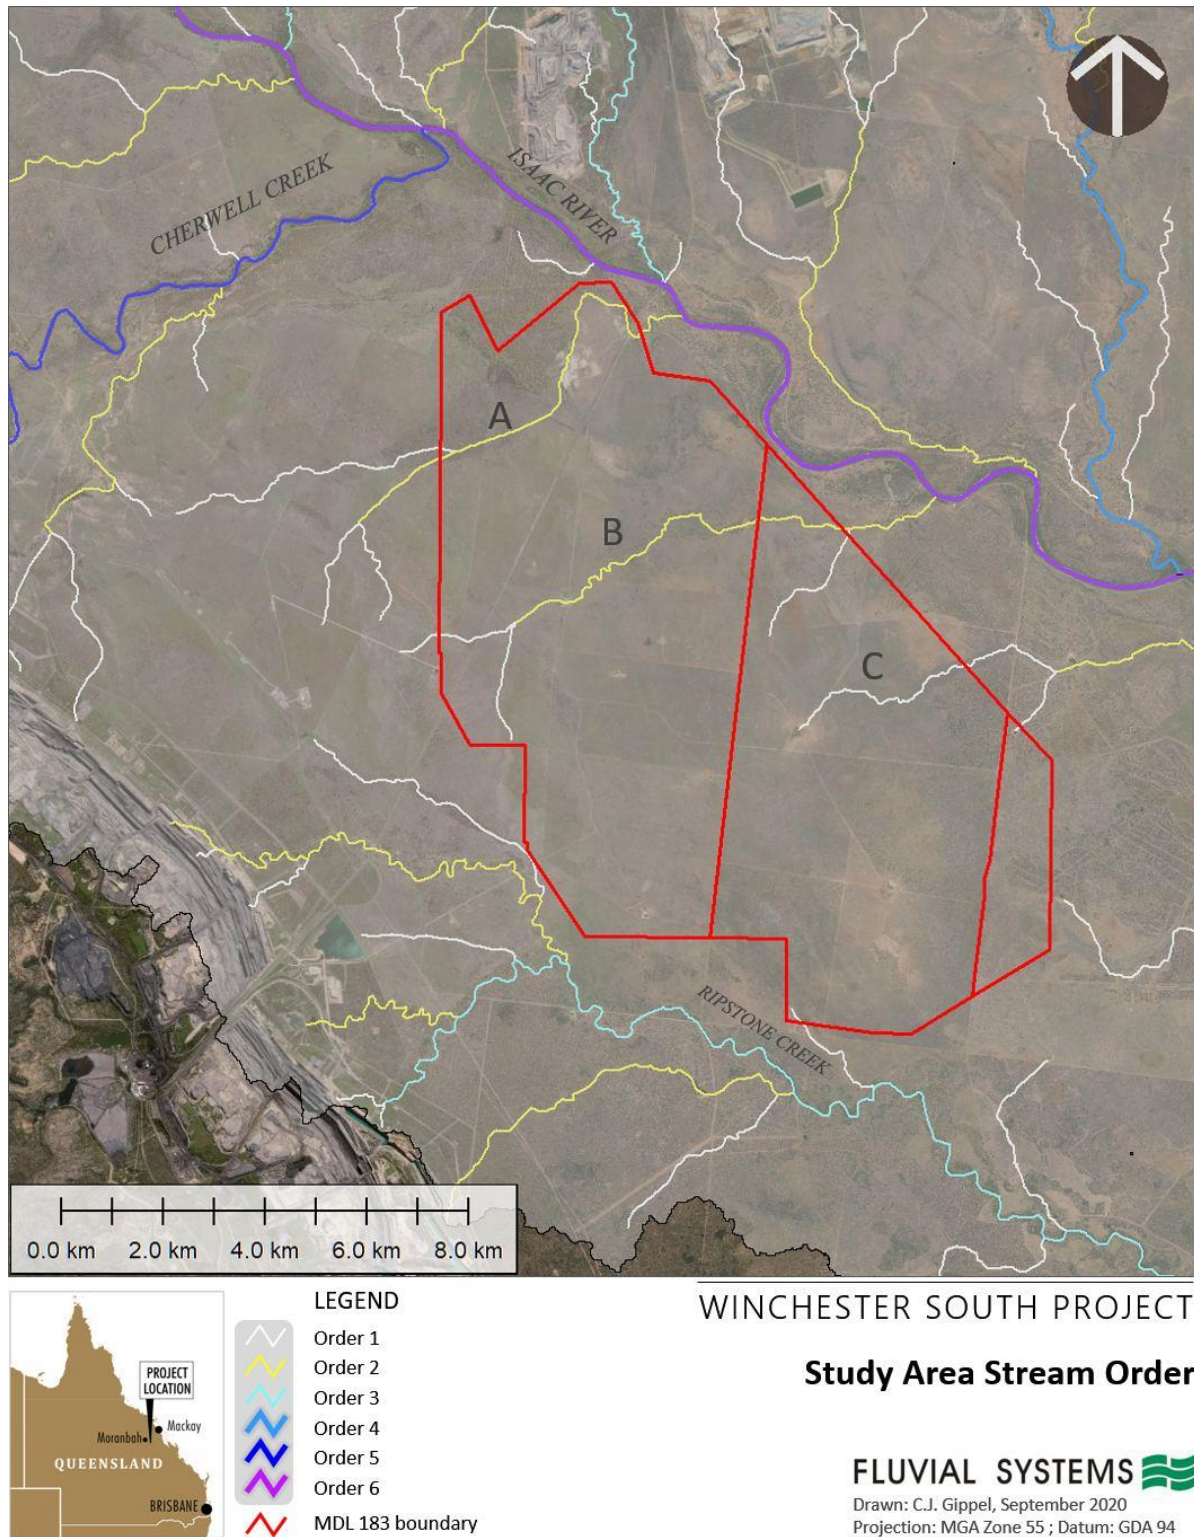 CHERWELL CREEK
ISAAC RIVER
A
B
C
RIPSTONE CREEK
0.0 km 2.0 km 4.0 km 6.0 km 8.0 km
PROJECT
LOCATION
Moranbah
Mackay
QUEENSLAND
BRISBANE
LEGEND
Order 1
Order 2
Order 3
Order 4
Order 5
Order 6
MDL 183 boundary
WINCHESTER SOUTH PROJECT
Study Area Stream Order
FLUVIAL SYSTEMS
Drawn: C.J. Gippel, September 2020
Projection: MGA Zone 55 ; Datum: GDA 94